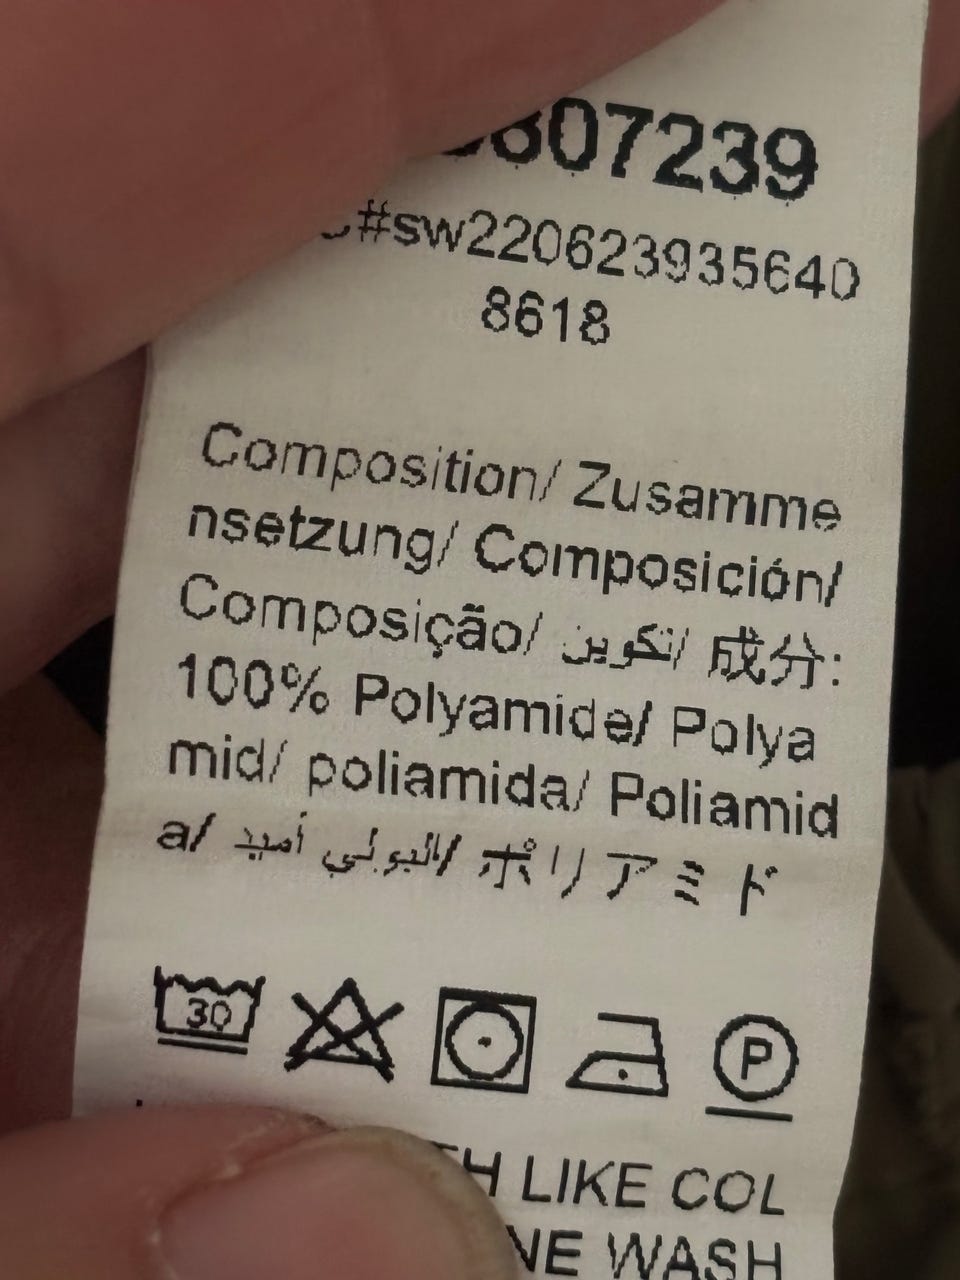 807239
#sw220623935640
8618
Composition/ Zusamme
nsetzung/ Composición/
Composição/ تكوين/ 成分:
100% Polyamide/ Polya
mid/ poliamida/ Poliamid
a/ البولي أميد/ ポリアミド
30
P
LIKE COL
WASH